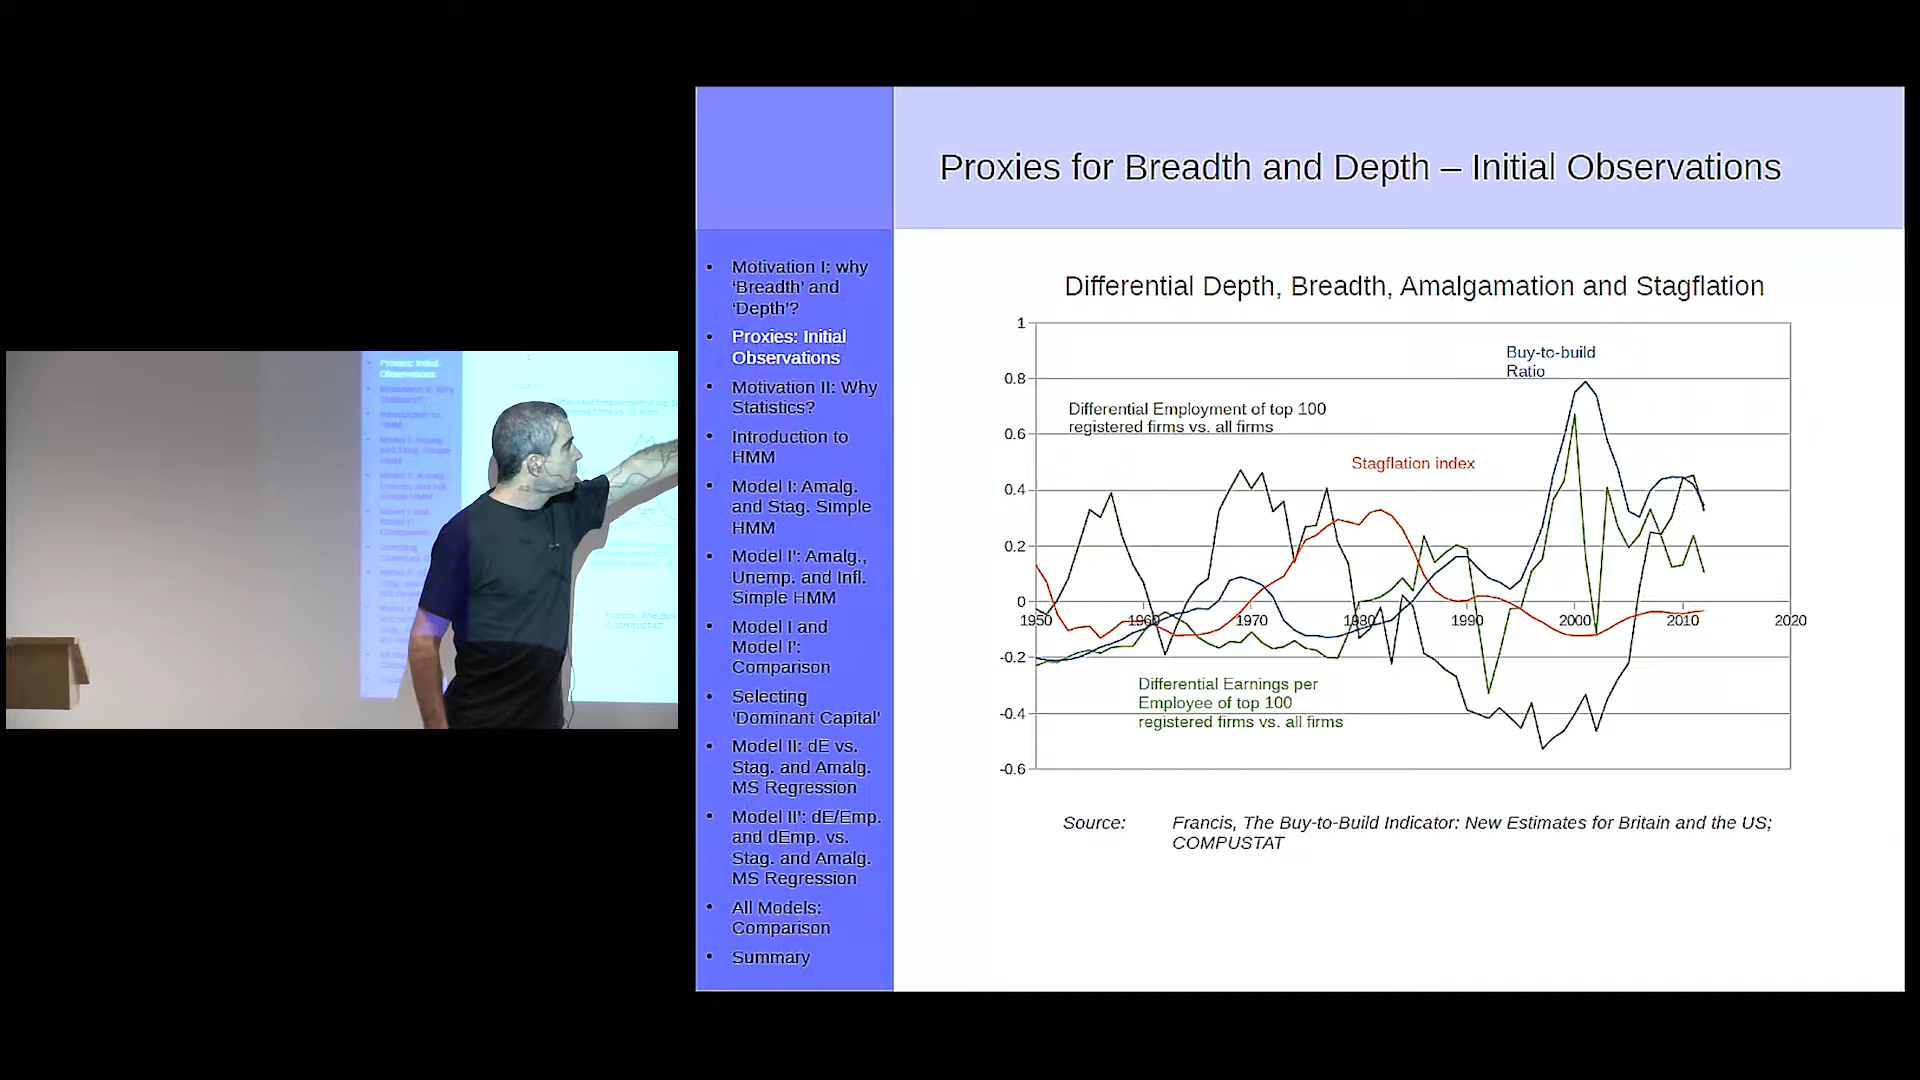 Proxies for Breadth and Depth – Initial Observations
• Motivation I: why
‘Breadth’ and
‘Depth’?
• Proxies: Initial
Observations
• Motivation II: Why
Statistics?
• Introduction to
HMM
• Model I: Amalg.
and Stag. Simple
HMM
• Model I’: Amalg.,
Unemp. and Infl.
Simple HMM
• Model I and
Model I’:
Comparison
• Selecting
‘Dominant Capital’
• Model II: dE vs.
Stag. and Amalg.
MS Regression
• Model II’: dE/Emp.
and dEmp. vs.
Stag. and Amalg.
MS Regression
• All Models:
Comparison
• Summary
Differential Depth, Breadth, Amalgamation and Stagflation
1
0.8
0.6
0.4
0.2
0
-0.2
-0.4
-0.6
1950 1960 1970 1980 1990 2000 2010 2020
Buy-to-build
Ratio
Differential Employment of top 100
registered firms vs. all firms
Stagflation index
Differential Earnings per
Employee of top 100
registered firms vs. all firms
Source: Francis, The Buy-to-Build Indicator: New Estimates for Britain and the US;
COMPUSTAT
Proxies: Initial
Observations